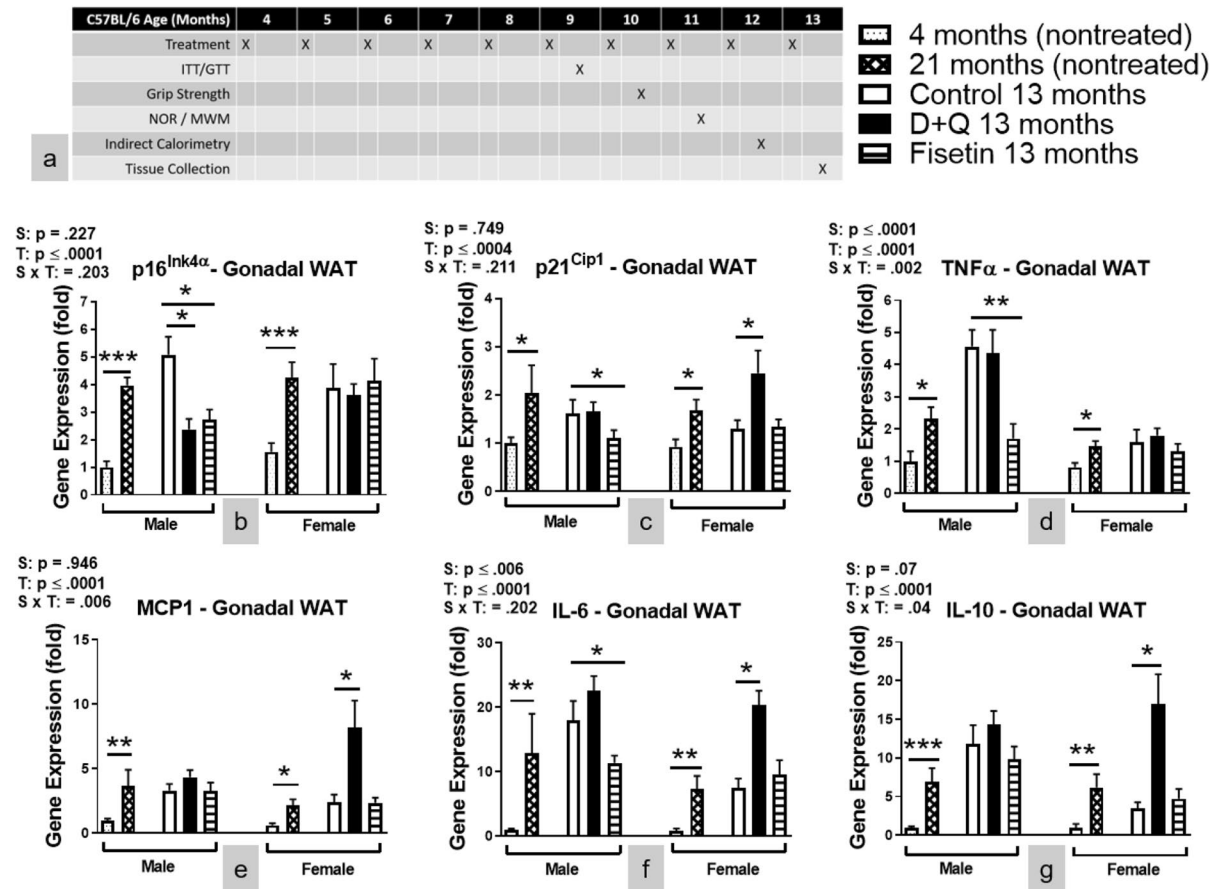 C57BL/6 Age (Months) 4 5 6 7 8 9 10 11 12 13
Treatment X X X X X X X X X X
ITT/GTT X
Grip Strength X
NOR / MWM X
Indirect Calorimetry X
Tissue Collection X
a
4 months (nontreated)
21 months (nontreated)
Control 13 months
D+Q 13 months
Fisetin 13 months
S: p = .227
T: p ≤ .0001
S x T: = .203
p16^Ink4α - Gonadal WAT
Gene Expression (fold)
7
6
5
4
3
2
1
0
***
*
*
***
Male
Female
b
S: p = .749
T: p ≤ .0004
S x T: = .211
p21^Cip1 - Gonadal WAT
Gene Expression (fold)
4
3
2
1
0
*
*
*
*
Male
Female
c
S: p ≤ .0001
T: p ≤ .0001
S x T: = .002
TNFα - Gonadal WAT
Gene Expression (fold)
6
5
4
3
2
1
0
*
**
*
Male
Female
d
S: p = .946
T: p ≤ .0001
S x T: = .006
MCP1 - Gonadal WAT
Gene Expression (fold)
15
10
5
0
**
*
*
Male
Female
e
S: p ≤ .006
T: p ≤ .0001
S x T: = .202
IL-6 - Gonadal WAT
Gene Expression (fold)
30
20
10
0
**
*
**
*
Male
Female
f
S: p = .07
T: p ≤ .0001
S x T: = .04
IL-10 - Gonadal WAT
Gene Expression (fold)
25
20
15
10
5
0
***
**
*
Male
Female
g